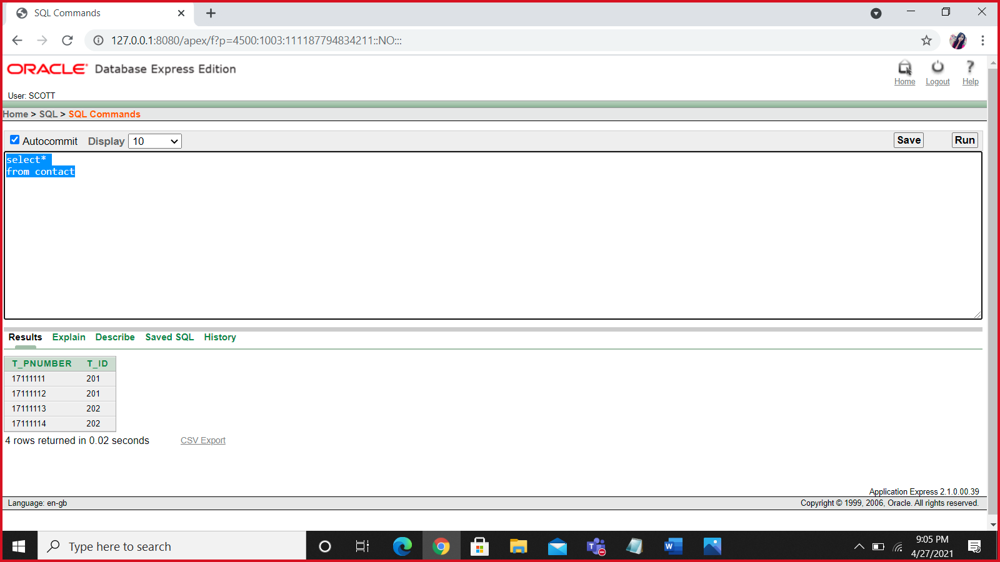 SQL Commands
127.0.0.1:8080/apex/f?p=4500:1003:111187794834211::NO:::
ORACLE® Database Express Edition
Home Logout Help
User: SCOTT
Home > SQL > SQL Commands
Autocommit Display 10 Save Run
select*
from contact
Results Explain Describe Saved SQL History
T_PNUMBER T_ID
17111111 201
17111112 201
17111113 202
17111114 202
4 rows returned in 0.02 seconds CSV Export
Application Express 2.1.0.00.39
Language: en-gb Copyright © 1999, 2006, Oracle. All rights reserved.
Type here to search
9:05 PM
4/27/2021